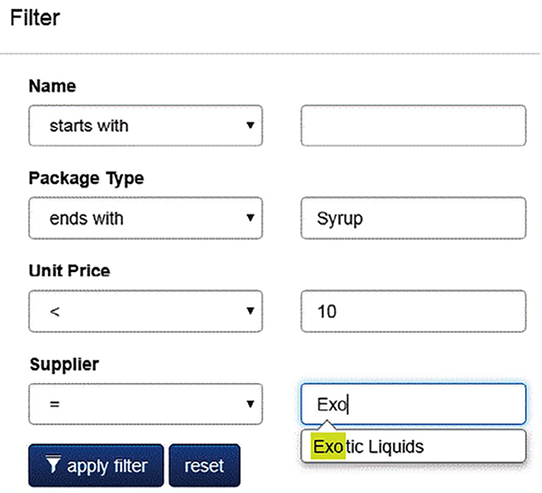 Filter
Name
starts with
Package Type
ends with Syrup
Unit Price
< 10
Supplier
= Exo
Exotic Liquids
apply filter reset